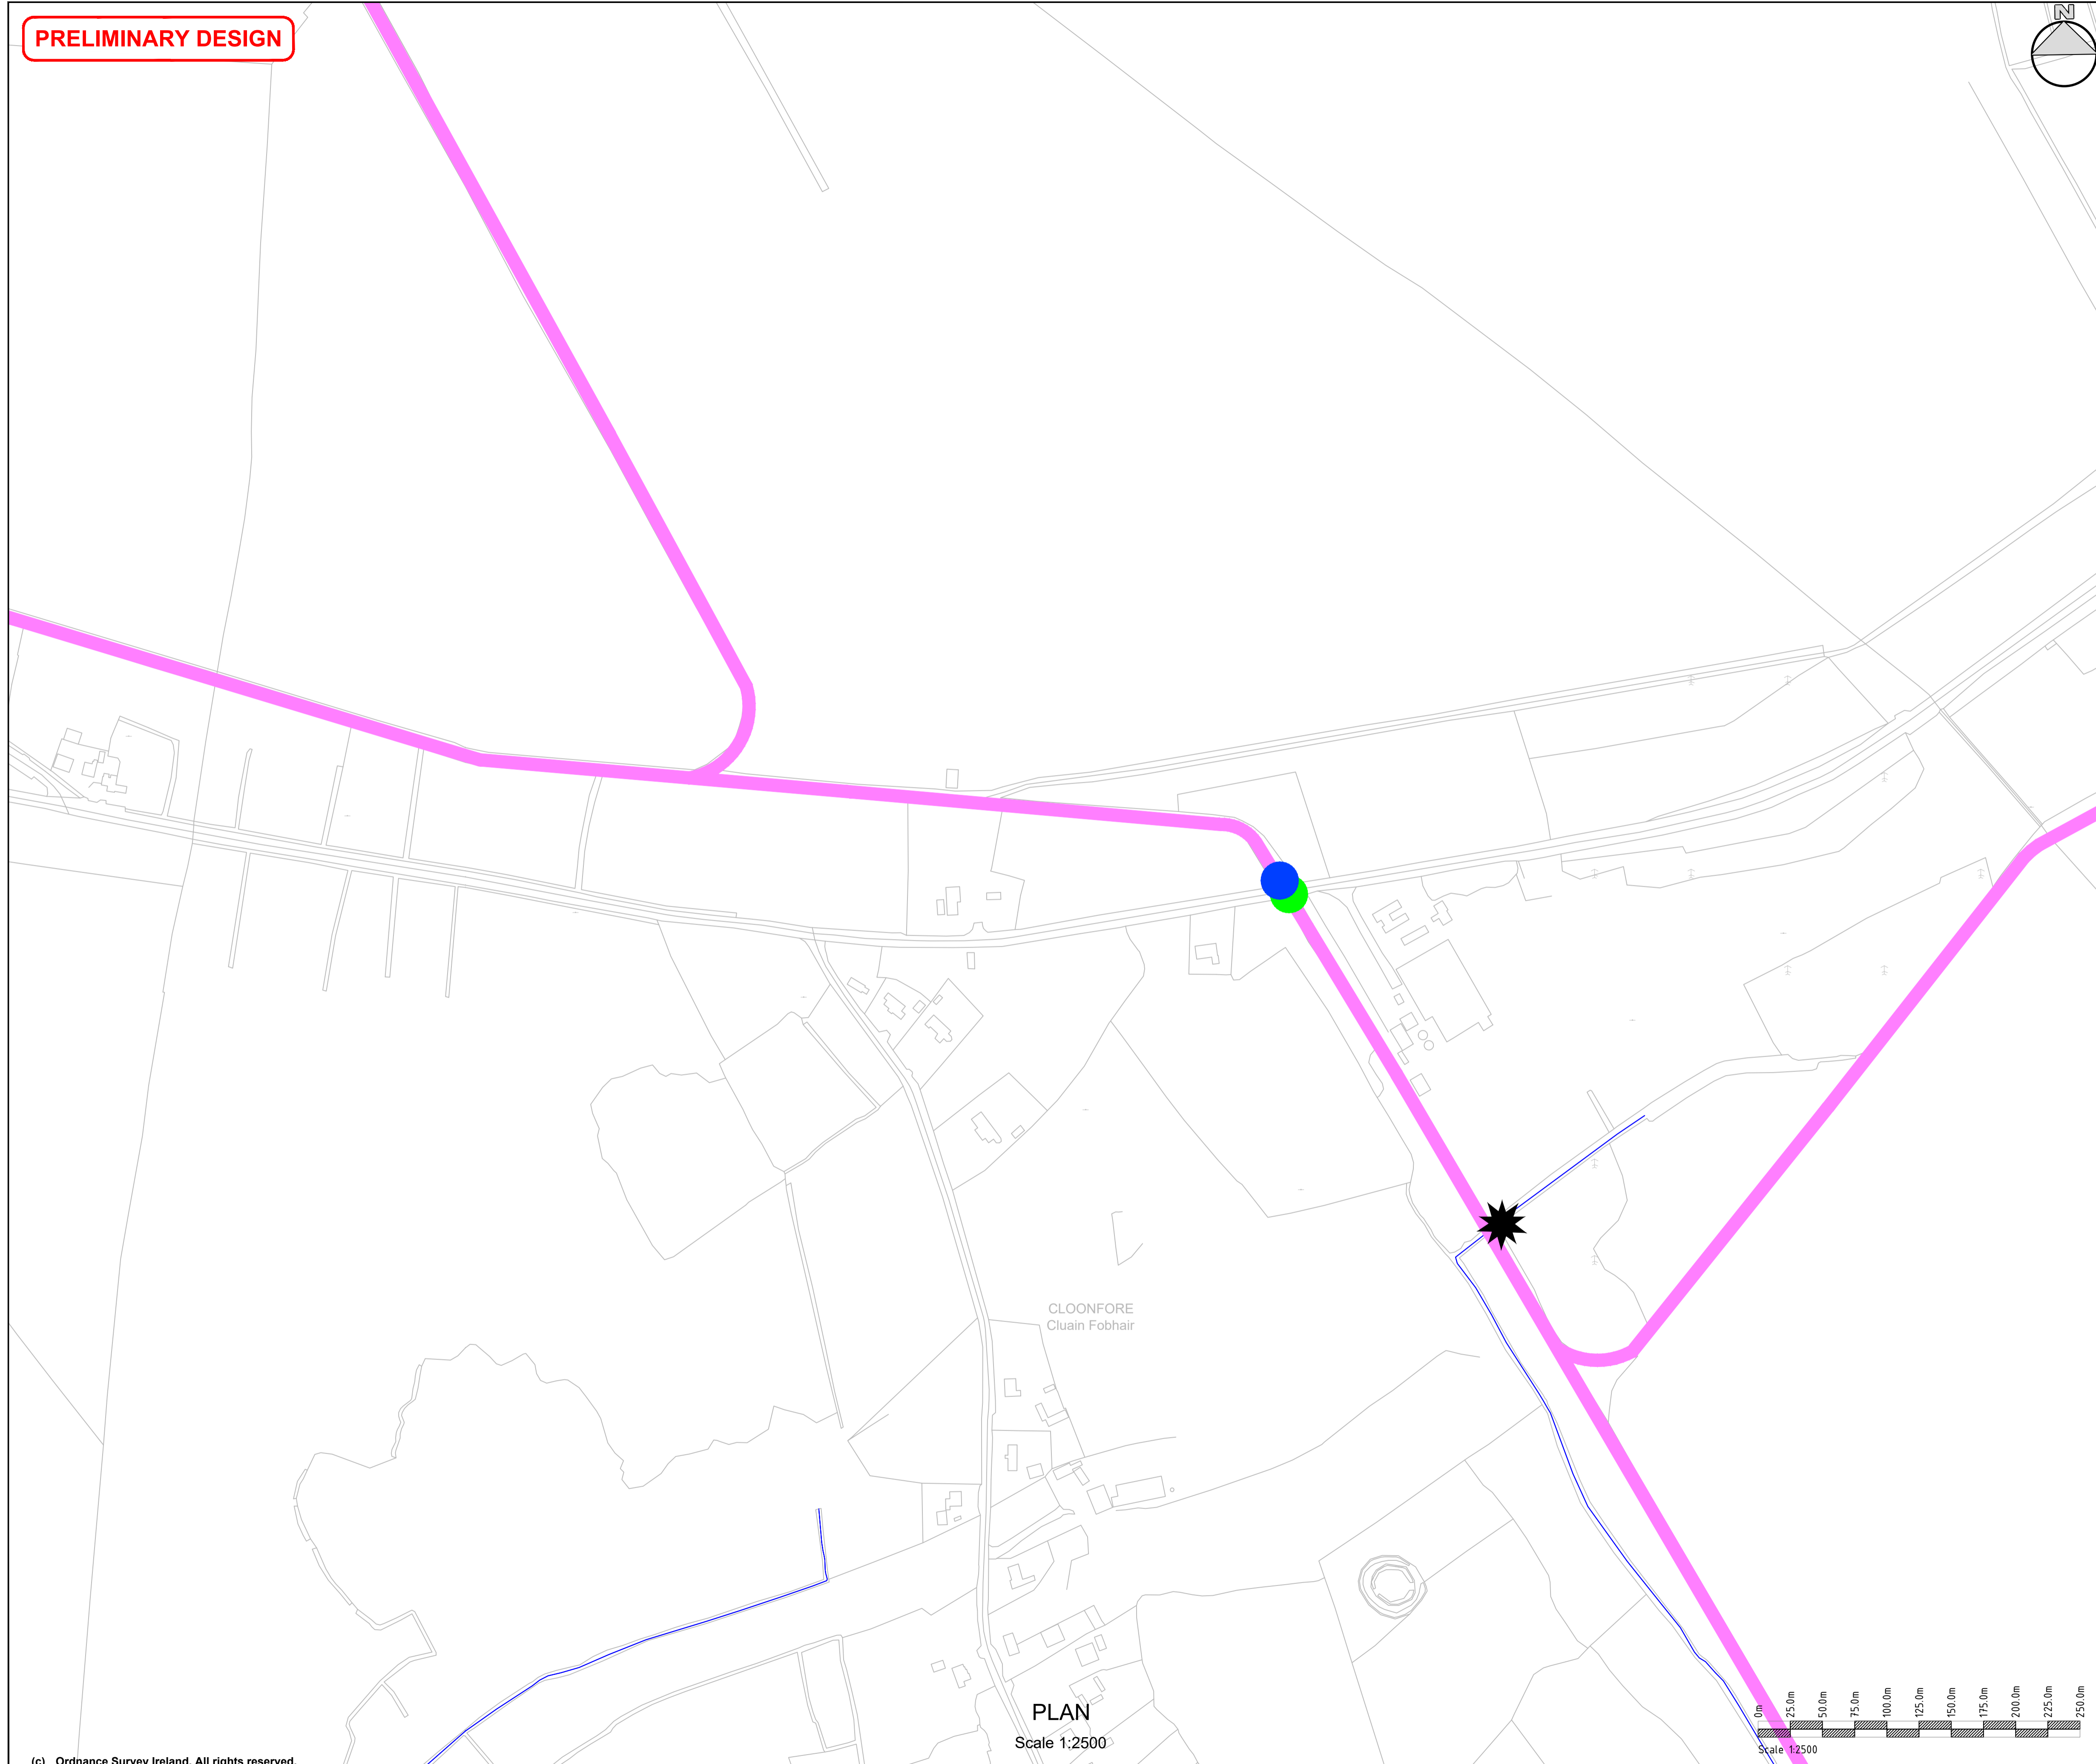 PRELIMINARY DESIGN
N
CLOONFORE
Cluain Fobhair
PLAN
Scale 1:2500
0m
25.0m
50.0m
75.0m
100.0m
125.0m
150.0m
175.0m
200.0m
225.0m
250.0m
Scale 1:2500
(c) Ordnance Survey Ireland. All rights reserved.